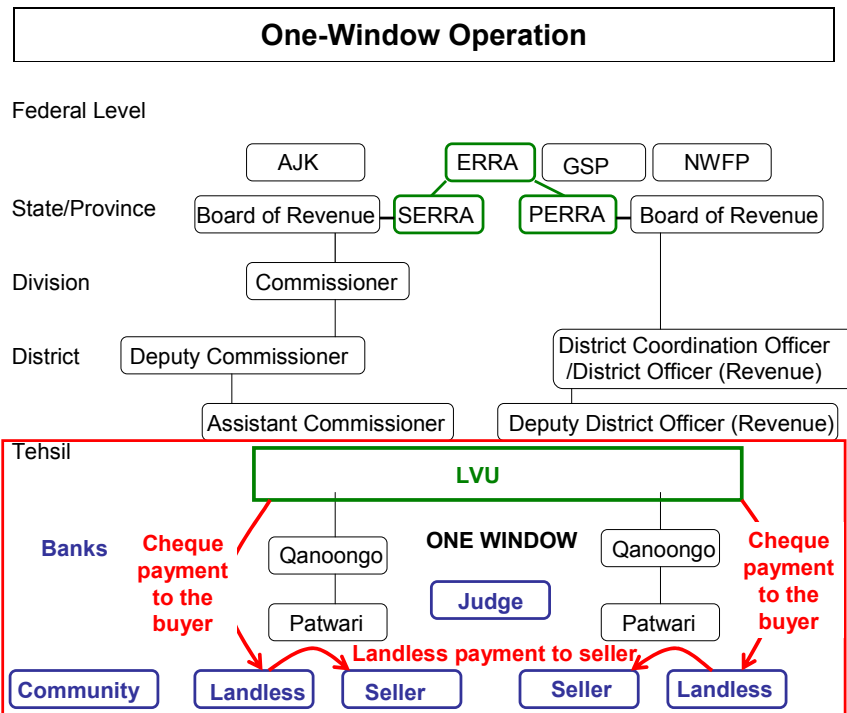 One-Window Operation
Federal Level
AJK
ERRA
GSP
NWFP
State/Province
Board of Revenue
SERRA
PERRA
Board of Revenue
Division
Commissioner
District
Deputy Commissioner
District Coordination Officer
/District Officer (Revenue)
Assistant Commissioner
Deputy District Officer (Revenue)
Tehsil
LVU
Banks
Cheque
payment
to the
buyer
Qanoongo
ONE WINDOW
Qanoongo
Cheque
payment
to the
buyer
Judge
Patwari
Patwari
Landless payment to seller
Community
Landless
Seller
Seller
Landless